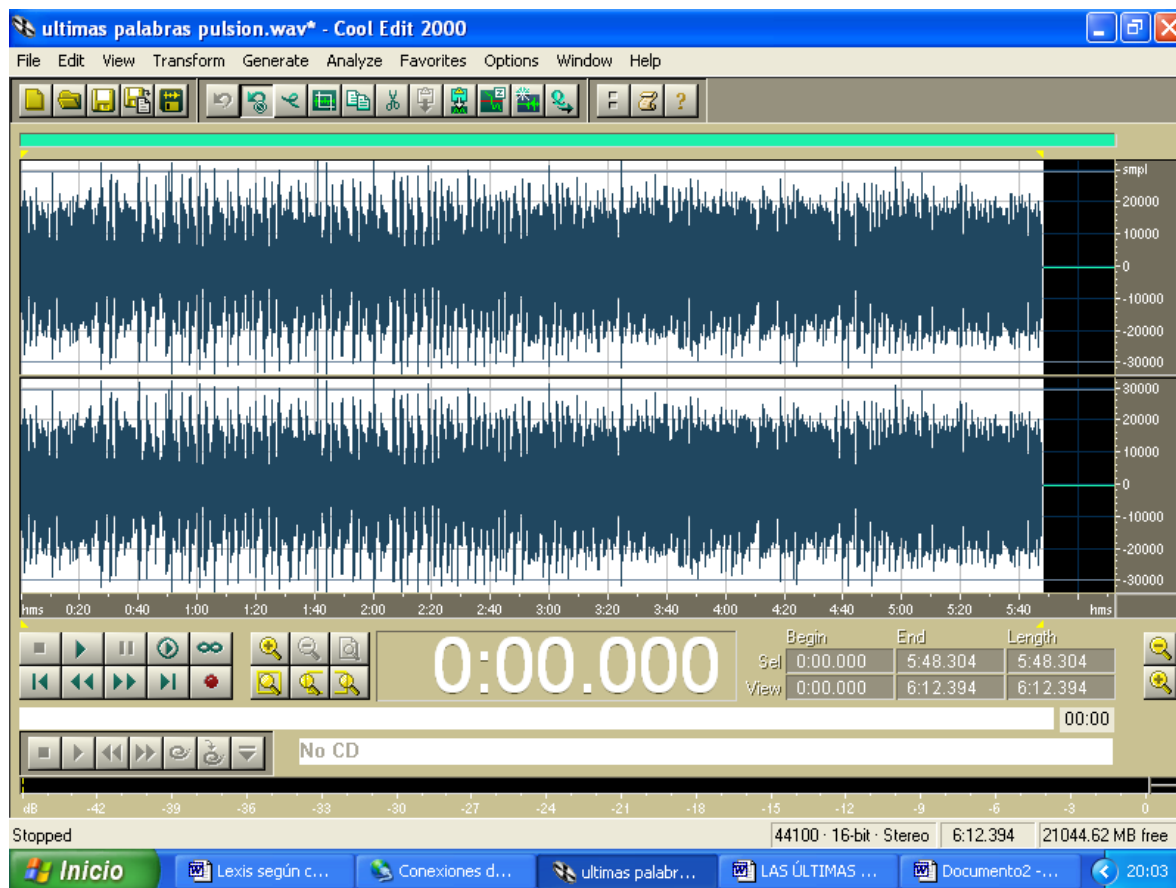 ultimas palabras pulsion.wav* - Cool Edit 2000
File Edit View Transform Generate Analyze Favorites Options Window Help
smpl
20000
10000
0
-10000
-20000
-30000
30000
20000
10000
0
-10000
-20000
-30000
hms 0:20 0:40 1:00 1:20 1:40 2:00 2:20 2:40 3:00 3:20 3:40 4:00 4:20 4:40 5:00 5:20 5:40 hms
0:00.000
Begin End Length
Sel 0:00.000 5:48.304 5:48.304
View 0:00.000 6:12.394 6:12.394
00:00
No CD
dB -42 -39 -36 -33 -30 -27 -24 -21 -18 -15 -12 -9 -6 -3 0
Stopped 44100 · 16-bit · Stereo 6:12.394 21044.62 MB free
Inicio Lexis según c... Conexiones d... ultimas palabr... LAS ÚLTIMAS ... Documento2 -... 20:03